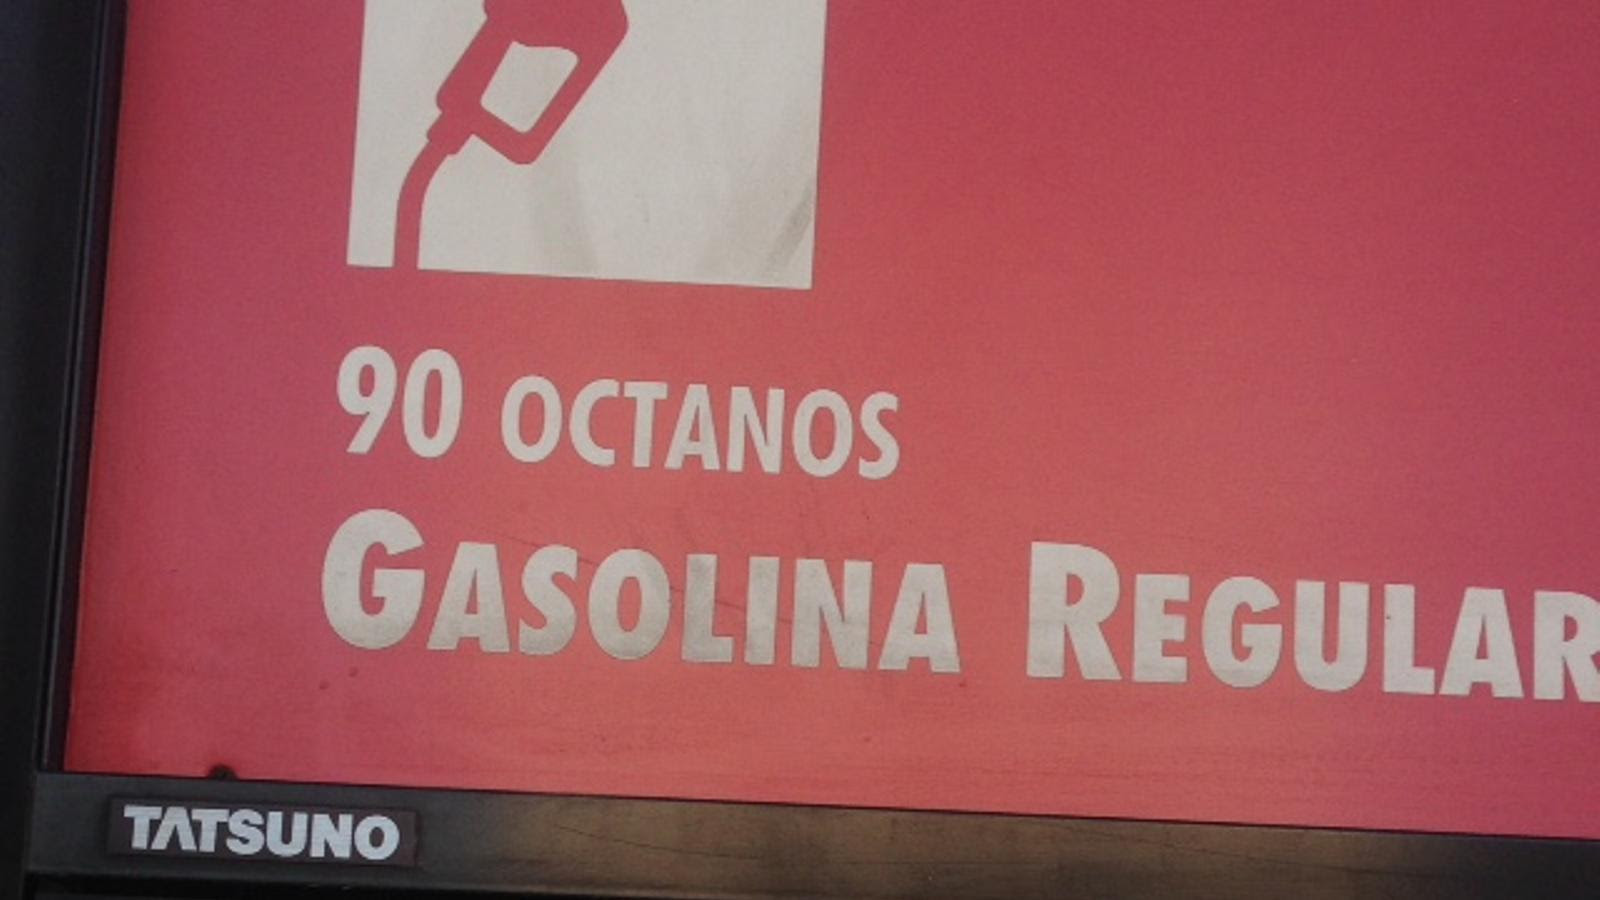 90 OCTANOS
GASOLINA REGULAR
TATSUNO